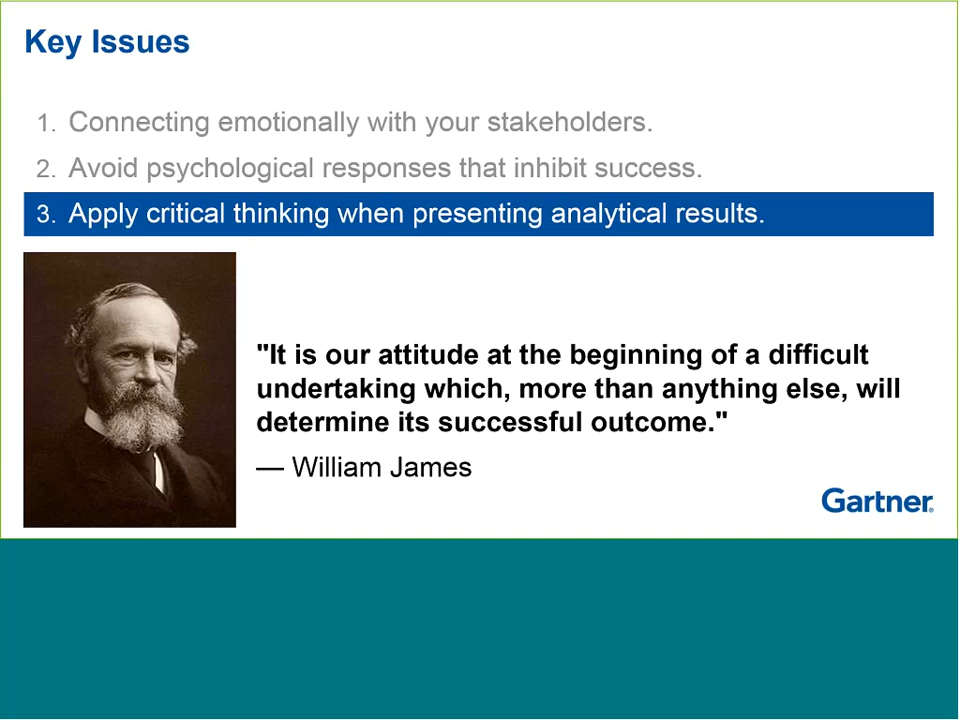 Key Issues
1. Connecting emotionally with your stakeholders.
2. Avoid psychological responses that inhibit success.
3. Apply critical thinking when presenting analytical results.
"It is our attitude at the beginning of a difficult
undertaking which, more than anything else, will
determine its successful outcome."
— William James
Gartner®